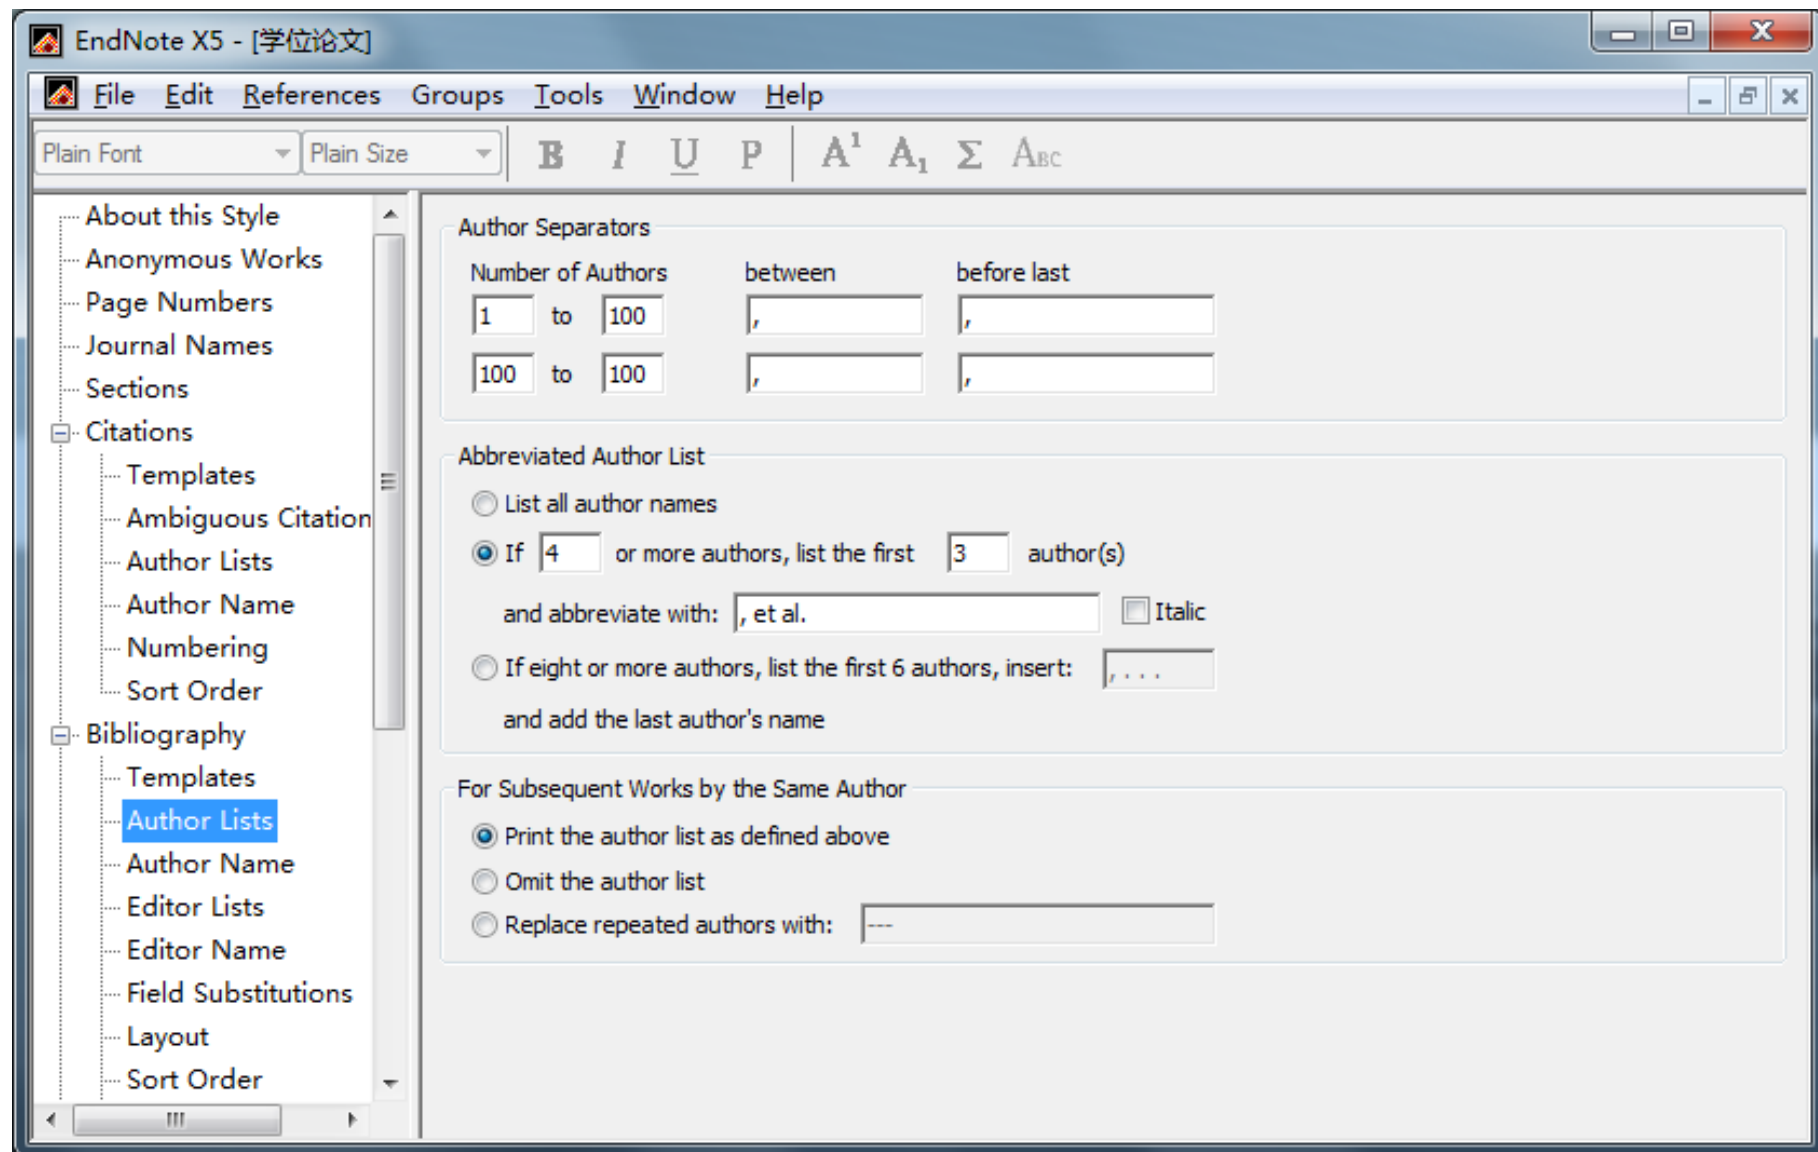 EndNote X5 - [学位论文]
File Edit References Groups Tools Window Help
Plain Font Plain Size B I U P A1 A1 Σ ABC
About this Style
Anonymous Works
Page Numbers
Journal Names
Sections
Citations
Templates
Ambiguous Citation
Author Lists
Author Name
Numbering
Sort Order
Bibliography
Templates
Author Lists
Author Name
Editor Lists
Editor Name
Field Substitutions
Layout
Sort Order
Author Separators
Number of Authors between before last
1 to 100 , ,
100 to 100 , ,
Abbreviated Author List
List all author names
If 4 or more authors, list the first 3 author(s)
and abbreviate with: , et al. Italic
If eight or more authors, list the first 6 authors, insert: , . . .
and add the last author's name
For Subsequent Works by the Same Author
Print the author list as defined above
Omit the author list
Replace repeated authors with: ---